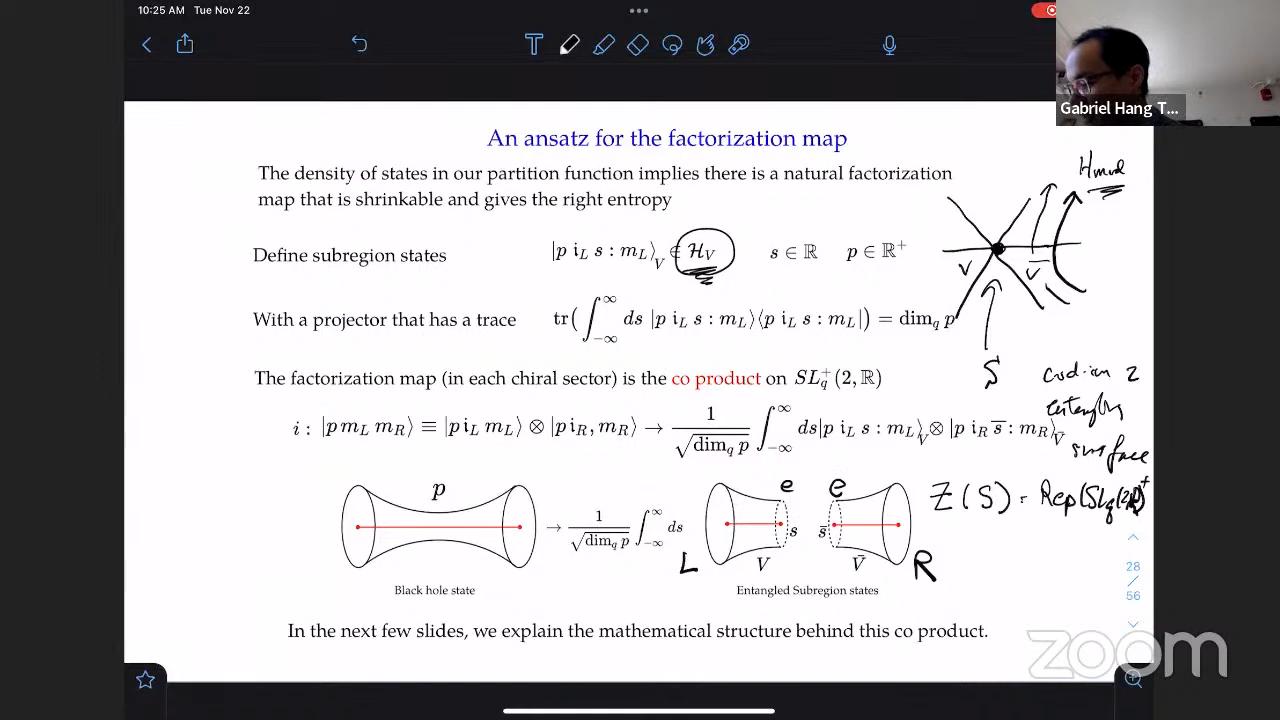 10:25 AM Tue Nov 22
Gabriel Hang T...
An ansatz for the factorization map
The density of states in our partition function implies there is a natural factorization
map that is shrinkable and gives the right entropy
Define subregion states |p i_L s : m_L⟩_V ∈ ℋ_V s ∈ ℝ p ∈ ℝ⁺
With a projector that has a trace tr(∫_{-∞}^{∞} ds |p i_L s : m_L⟩⟨p i_L s : m_L|) = dim_q p
The factorization map (in each chiral sector) is the co product on SL_q^+(2, ℝ)
i : |p m_L m_R⟩ ≡ |p i_L m_L⟩ ⊗ |p i_R, m_R⟩ → 1/√(dim_q p) ∫_{-∞}^{∞} ds|p i_L s : m_L⟩_V ⊗ |p i_R s̄ : m_R⟩_V̄
H_mod
V V̄
S
codim 2
surface
Z(S) = Rep(SL_q^+(2,R))
p
→ 1/√(dim_q p) ∫_{-∞}^{∞} ds
e e
s s̄
V V̄
L R
Black hole state
Entangled Subregion states
In the next few slides, we explain the mathematical structure behind this co product.
28
/
56
zoom